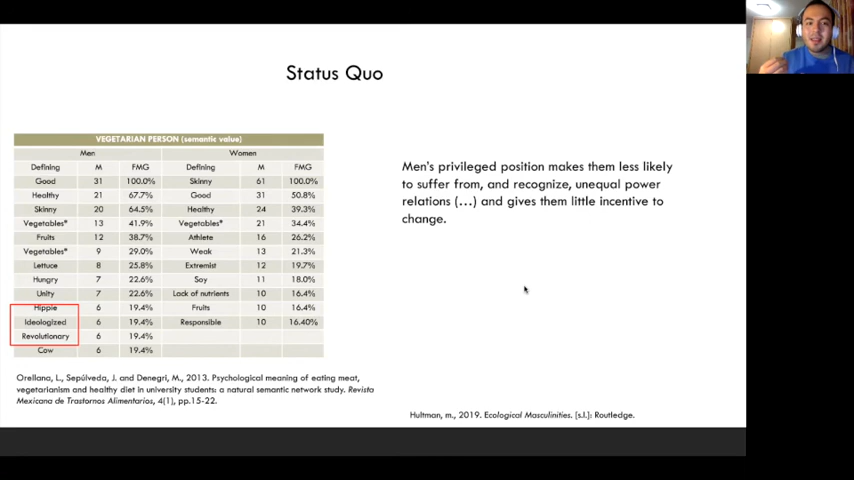 Status Quo
VEGETARIAN PERSON (semantic value)
Men Women
Defining M FMG Defining M FMG
Good 31 100.0% Skinny 61 100.0%
Healthy 21 67.7% Good 31 50.8%
Skinny 20 64.5% Healthy 24 39.3%
Vegetables* 13 41.9% Vegetables* 21 34.4%
Fruits 12 38.7% Athlete 16 26.2%
Vegetables* 9 29.0% Weak 13 21.3%
Lettuce 8 25.8% Extremist 12 19.7%
Hungry 7 22.6% Soy 11 18.0%
Unity 7 22.6% Lack of nutrients 10 16.4%
Hippie 6 19.4% Fruits 10 16.4%
Ideologized 6 19.4% Responsible 10 16.40%
Revolutionary 6 19.4%
Cow 6 19.4%
Men's privileged position makes them less likely
to suffer from, and recognize, unequal power
relations (...) and gives them little incentive to
change.
Orellana, L., Sepúlveda, J. and Denegri, M., 2013. Psychological meaning of eating meat,
vegetarianism and healthy diet in university students: a natural semantic network study. Revista
Mexicana de Trastornos Alimentarios, 4(1), pp.15-22.
Hultman, m., 2019. Ecological Masculinities. [s.l.]: Routledge.